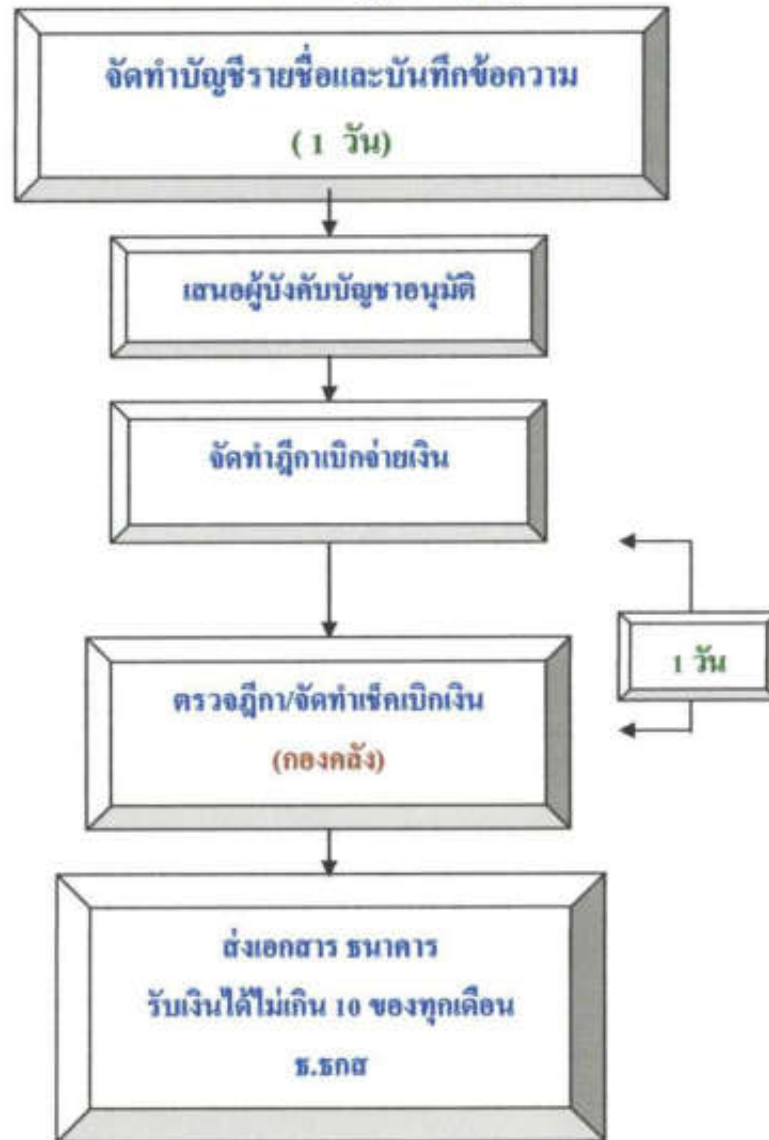 จัดทำบัญชีรายชื่อและบันทึกข้อความ
( 1 วัน)
เสนอผู้บังคับบัญชาอนุมัติ
จัดทำฎีกาเบิกจ่ายเงิน
1 วัน
ตรวจฎีกา/จัดทำเช็คเบิกเงิน
(กองคลัง)
ส่งเอกสาร ธนาคาร
รับเงินได้ไม่เกิน 10 ของทุกเดือน
ธ.ธกส